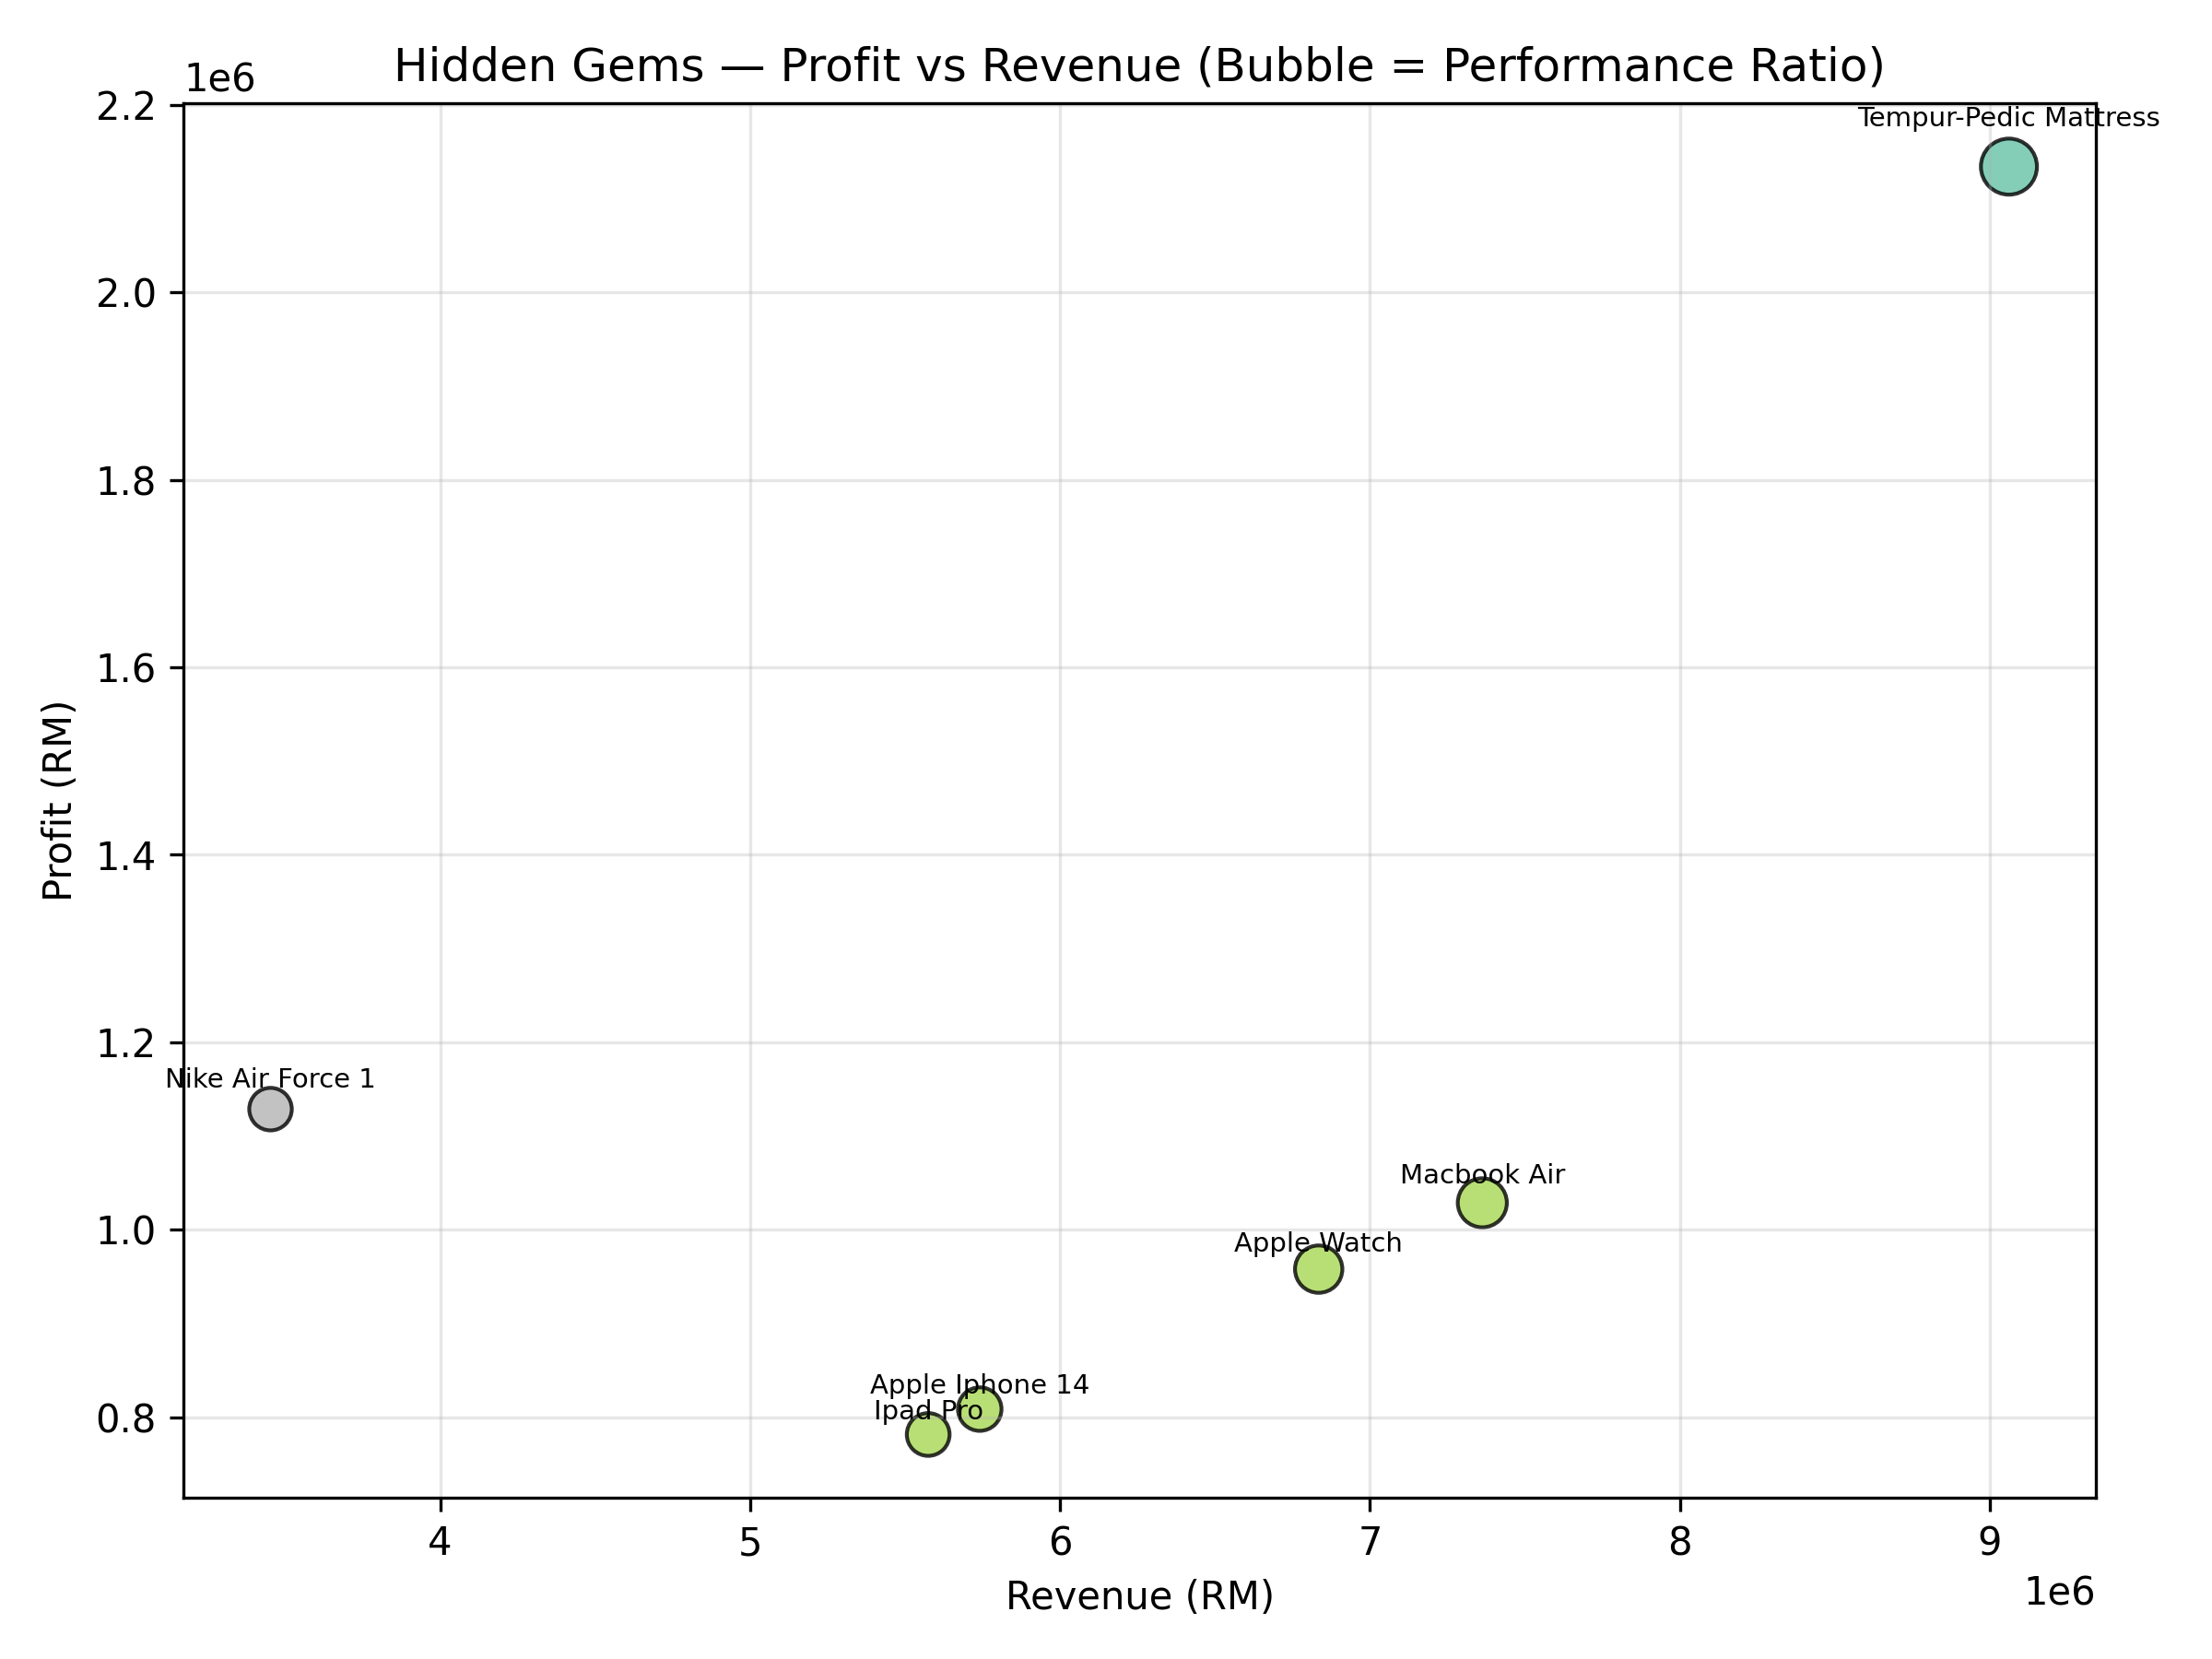 Hidden Gems — Profit vs Revenue (Bubble = Performance Ratio)
1e6
2.2
2.0
1.8
1.6
1.4
1.2
1.0
0.8
Profit (RM)
Tempur-Pedic Mattress
Nike Air Force 1
Macbook Air
Apple Watch
Apple Iphone 14
Ipad Pro
4 5 6 7 8 9
Revenue (RM)
1e6